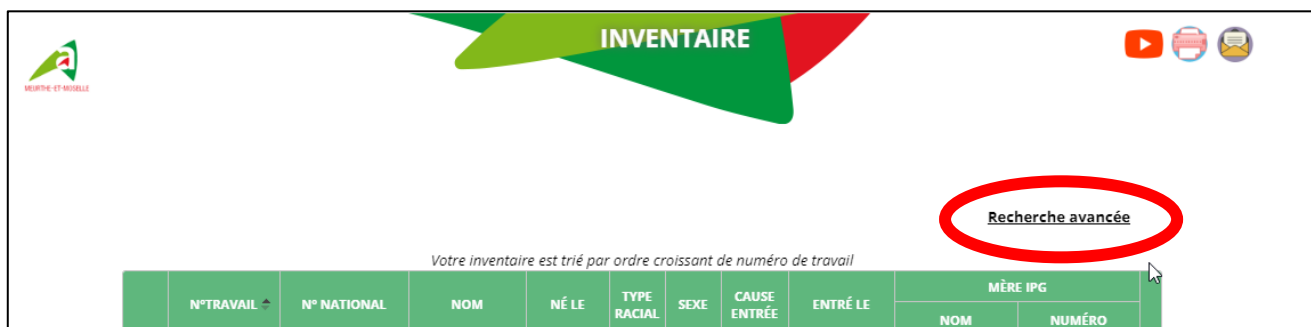 INVENTAIRE
MEURTHE-ET-MOSELLE
Recherche avancée
Votre inventaire est trié par ordre croissant de numéro de travail
N°TRAVAIL N° NATIONAL NOM NÉ LE TYPE RACIAL SEXE CAUSE ENTRÉE ENTRÉ LE MÈRE IPG
NOM NUMÉRO